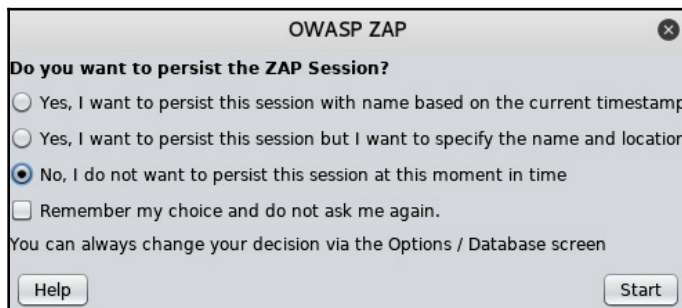 OWASP ZAP
Do you want to persist the ZAP Session?
Yes, I want to persist this session with name based on the current timestamp
Yes, I want to persist this session but I want to specify the name and location
No, I do not want to persist this session at this moment in time
Remember my choice and do not ask me again.
You can always change your decision via the Options / Database screen
Help Start